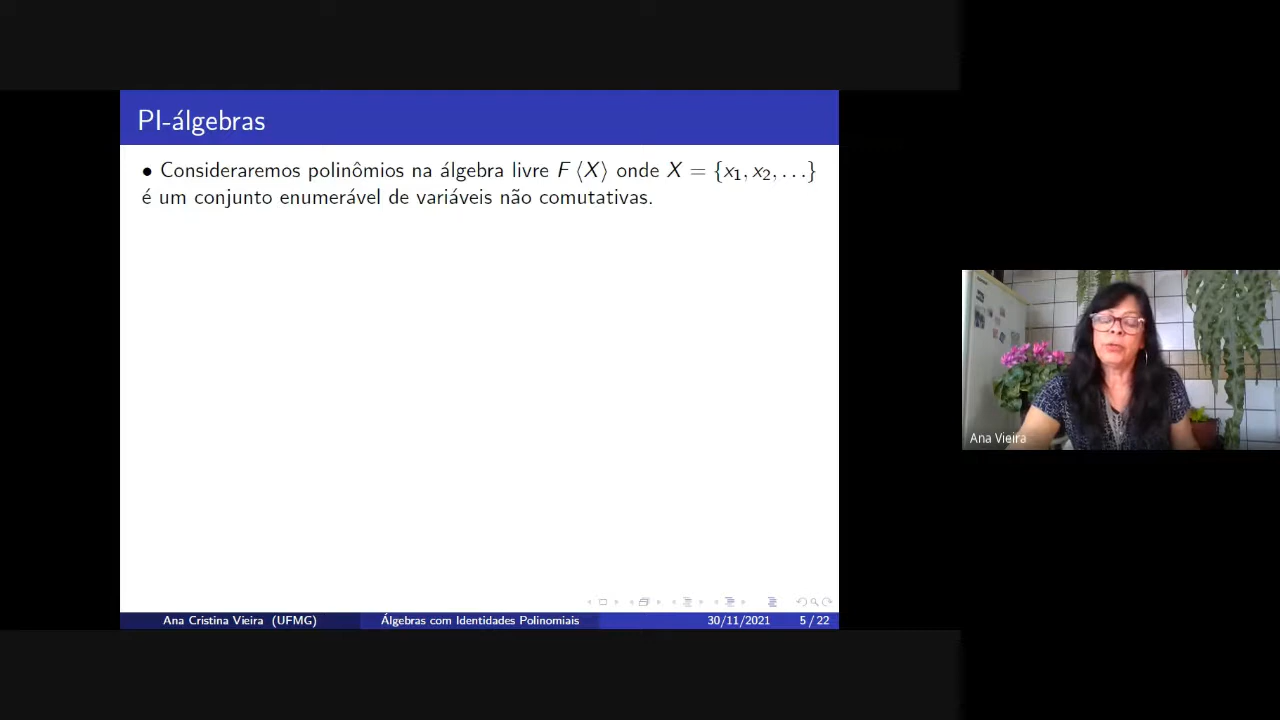 PI-álgebras
• Consideraremos polinômios na álgebra livre F ⟨X⟩ onde X = {x₁, x₂, . . .}
é um conjunto enumerável de variáveis não comutativas.
Ana Vieira
Ana Cristina Vieira (UFMG) Álgebras com Identidades Polinomiais 30/11/2021 5 / 22